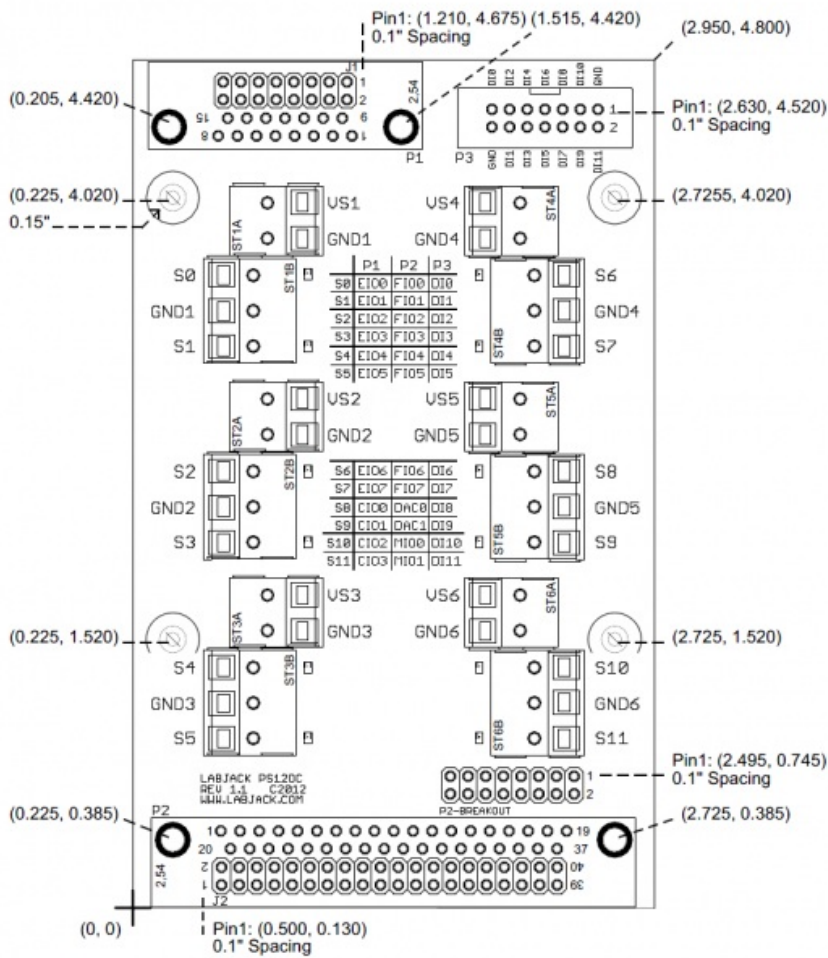 Pin1: (1.210, 4.675) (1.515, 4.420)
0.1" Spacing
(2.950, 4.800)
J1
1
2
2,54
15
9
8
1
P1
(0.205, 4.420)
DI0 DI2 DI4 DI6 DI8 DI10 GND
1
2
P3
GND DI1 DI3 DI5 DI7 DI9 DI11
Pin1: (2.630, 4.520)
0.1" Spacing
(0.225, 4.020)
0.15"
(2.7255, 4.020)
ST1A
VS1
GND1
VS4
GND4
ST4A
S0
GND1
S1
ST1B
P1 P2 P3
S0 EIO0 FIO0 DI0
S1 EIO1 FIO1 DI1
S2 EIO2 FIO2 DI2
S3 EIO3 FIO3 DI3
S4 EIO4 FIO4 DI4
S5 EIO5 FIO5 DI5
ST4B
S6
GND4
S7
ST2A
VS2
GND2
VS5
GND5
ST5A
S2
GND2
S3
ST2B
S6 EIO6 FIO6 DI6
S7 EIO7 FIO7 DI7
S8 CIO0 DAC0 DI8
S9 CIO1 DAC1 DI9
S10 CIO2 MIO0 DI10
S11 CIO3 MIO1 DI11
ST5B
S8
GND5
S9
ST3A
VS3
GND3
VS6
GND6
ST6A
(0.225, 1.520)
(2.725, 1.520)
S4
GND3
S5
ST3B
ST6B
S10
GND6
S11
LABJACK PS12DC
REV 1.1 C2012
WWW.LABJACK.COM
1
2
P2-BREAKOUT
Pin1: (2.495, 0.745)
0.1" Spacing
(0.225, 0.385)
(2.725, 0.385)
P2
1
19
20
37
2
40
1
39
2,54
J2
(0, 0)
Pin1: (0.500, 0.130)
0.1" Spacing